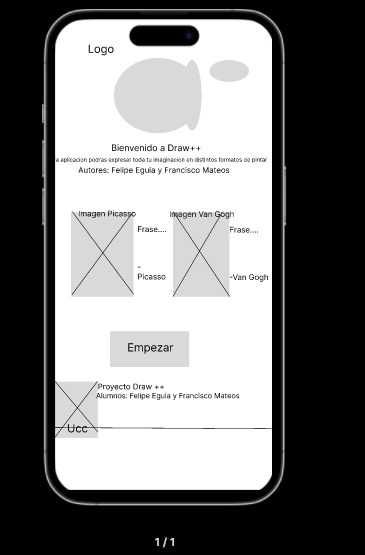 Logo
Bienvenido a Draw++
a aplicacion podras expresar toda tu imaginacion en distintos formatos de pintar
Autores: Felipe Eguia y Francisco Mateos
Imagen Picasso
Frase....
-
Picasso
Imagen Van Gogh
Frase....
-Van Gogh
Empezar
Proyecto Draw ++
Alumnos: Felipe Eguia y Francisco Mateos
Ucc
1 / 1